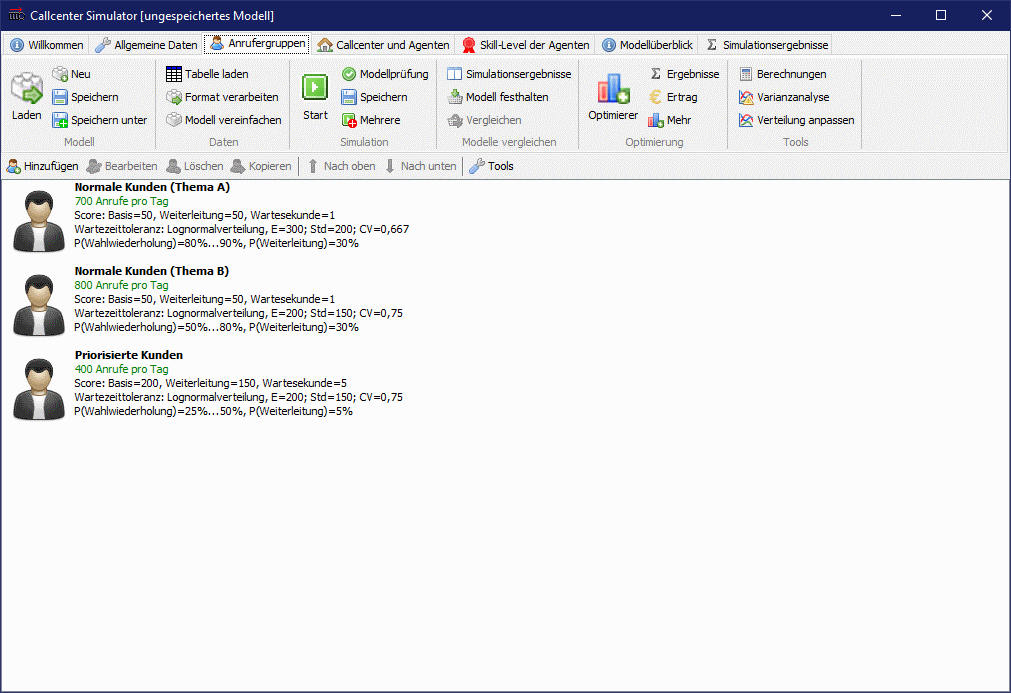 Callcenter Simulator [ungespeichertes Modell]
Willkommen Allgemeine Daten Anrufergruppen Callcenter und Agenten Skill-Level der Agenten Modellüberblick Σ Simulationsergebnisse
Neu Tabelle laden Modellprüfung Simulationsergebnisse Σ Ergebnisse Berechnungen
Speichern Format verarbeiten Speichern Modell festhalten € Ertrag Varianzanalyse
Laden Speichern unter Modell vereinfachen Start Mehrere Vergleichen Optimierer Mehr Verteilung anpassen
Modell Daten Simulation Modelle vergleichen Optimierung Tools
Hinzufügen Bearbeiten Löschen Kopieren Nach oben Nach unten Tools
Normale Kunden (Thema A)
700 Anrufe pro Tag
Score: Basis=50, Weiterleitung=50, Wartesekunde=1
Wartezeittoleranz: Lognormalverteilung, E=300; Std=200; CV=0,667
P(Wahlwiederholung)=80%...90%, P(Weiterleitung)=30%
Normale Kunden (Thema B)
800 Anrufe pro Tag
Score: Basis=50, Weiterleitung=50, Wartesekunde=1
Wartezeittoleranz: Lognormalverteilung, E=200; Std=150; CV=0,75
P(Wahlwiederholung)=50%...80%, P(Weiterleitung)=30%
Priorisierte Kunden
400 Anrufe pro Tag
Score: Basis=200, Weiterleitung=150, Wartesekunde=5
Wartezeittoleranz: Lognormalverteilung, E=200; Std=150; CV=0,75
P(Wahlwiederholung)=25%...50%, P(Weiterleitung)=5%